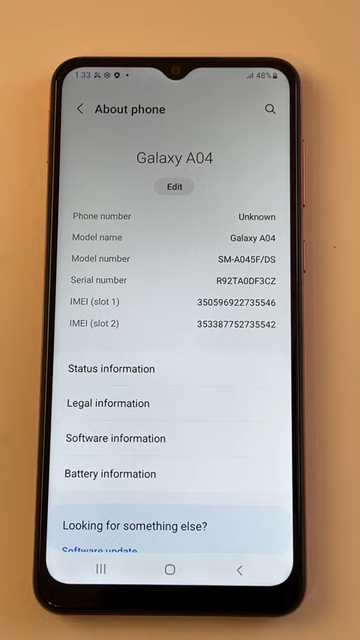 1:33
48%
About phone
Galaxy A04
Edit
Phone number Unknown
Model name Galaxy A04
Model number SM-A045F/DS
Serial number R92TA0DF3CZ
IMEI (slot 1) 350596922735546
IMEI (slot 2) 353387752735542
Status information
Legal information
Software information
Battery information
Looking for something else?
Software update